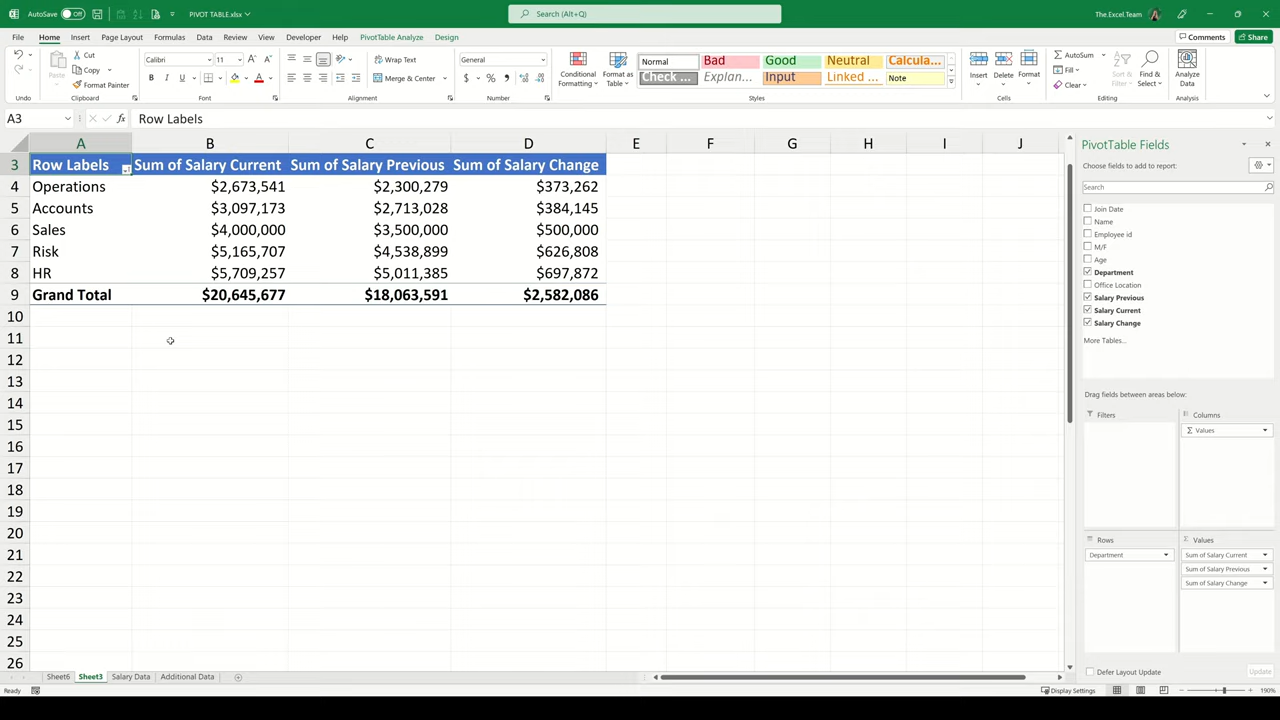 AutoSave Off PIVOT TABLE.xlsx Search (Alt+Q) The.Excel.Team
File Home Insert Page Layout Formulas Data Review View Developer Help PivotTable Analyze Design Comments Share
Cut
Copy
Format Painter
Paste
Calibri 11
B I U
Wrap Text
Merge & Center
General
$ % ,
Conditional Formatting
Format as Table
Normal Bad Good Neutral Calcula...
Check ... Explan... Input Linked ... Note
Insert Delete Format
AutoSum
Fill
Clear
Sort & Filter
Find & Select
Analyze Data
Undo Clipboard Font Alignment Number Styles Cells Editing Analysis
A3 fx Row Labels
A B C D E F G H I J
3 Row Labels Sum of Salary Current Sum of Salary Previous Sum of Salary Change
4 Operations $2,673,541 $2,300,279 $373,262
5 Accounts $3,097,173 $2,713,028 $384,145
6 Sales $4,000,000 $3,500,000 $500,000
7 Risk $5,165,707 $4,538,899 $626,808
8 HR $5,709,257 $5,011,385 $697,872
9 Grand Total $20,645,677 $18,063,591 $2,582,086
10
11
12
13
14
15
16
17
18
19
20
21
22
23
24
25
26
PivotTable Fields
Choose fields to add to report:
Search
Join Date
Name
Employee id
M/F
Age
Department
Office Location
Salary Previous
Salary Current
Salary Change
More Tables...
Drag fields between areas below:
Filters Columns
Σ Values
Rows Σ Values
Department Sum of Salary Current
Sum of Salary Previous
Sum of Salary Change
Defer Layout Update Update
Sheet6 Sheet3 Salary Data Additional Data
Ready Display Settings 190%